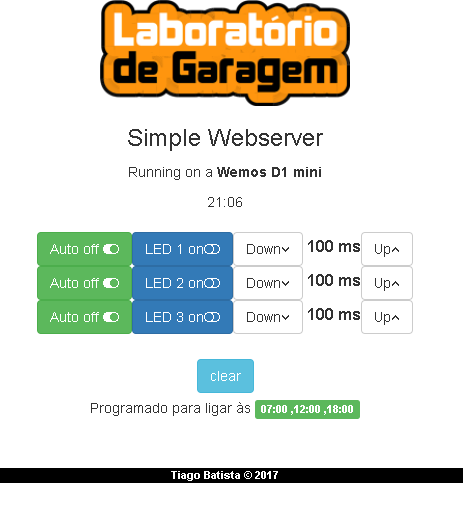 Laboratório
de Garagem
Simple Webserver
Running on a Wemos D1 mini
21:06
Auto off LED 1 on Down 100 ms Up
Auto off LED 2 on Down 100 ms Up
Auto off LED 3 on Down 100 ms Up
clear
Programado para ligar às 07:00 ,12:00 ,18:00
Tiago Batista © 2017